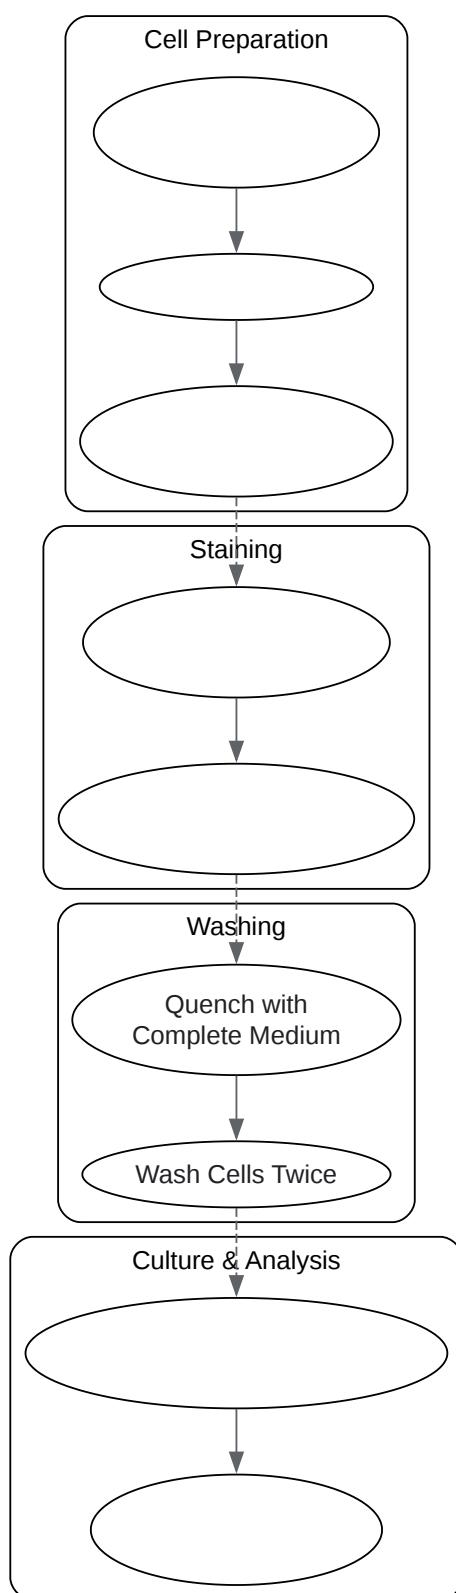 Cell Preparation
Staining
Washing
Quench with
Complete Medium
Wash Cells Twice
Culture & Analysis